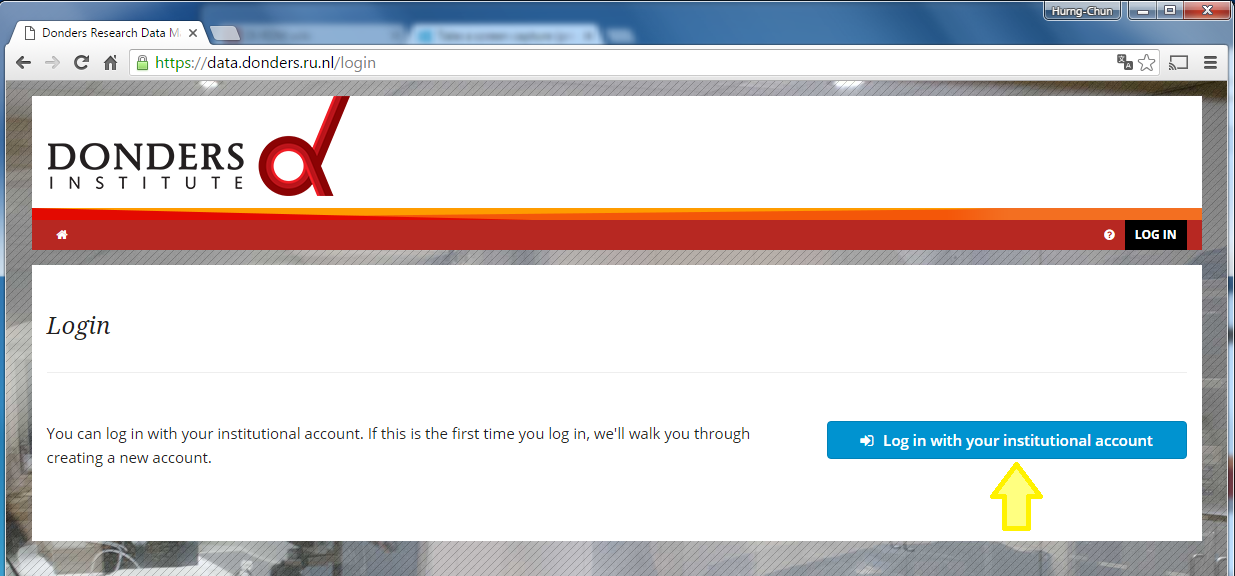 Hurng-Chun
Donders Research Data M
https://data.donders.ru.nl/login
DONDERS
INSTITUTE
LOG IN
Login
You can log in with your institutional account. If this is the first time you log in, we'll walk you through
creating a new account.
Log in with your institutional account